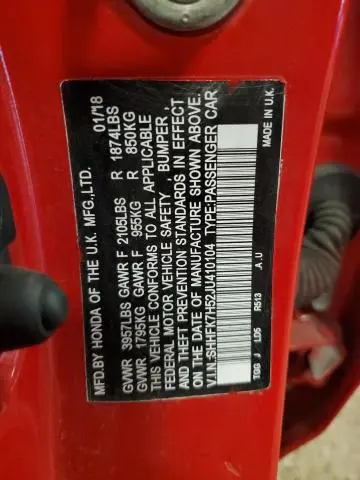 MFD.BY HONDA OF THE U.K. MFG.,LTD. 01/18
GVWR 3957LBS GAWR F 2105LBS R 1874LBS
GVWR 1795KG GAWR F 955KG R 850KG
THIS VEHICLE CONFORMS TO ALL APPLICABLE
FEDERAL MOTOR VEHICLE SAFETY , BUMPER ,
AND THEFT PREVENTION STANDARDS IN EFFECT
ON THE DATE OF MANUFACTURE SHOWN ABOVE.
V.I.N.:SHHFK7H52JU410104 TYPE:PASSENGER CAR
TGG J LD5 R513 A.U MADE IN U.K.